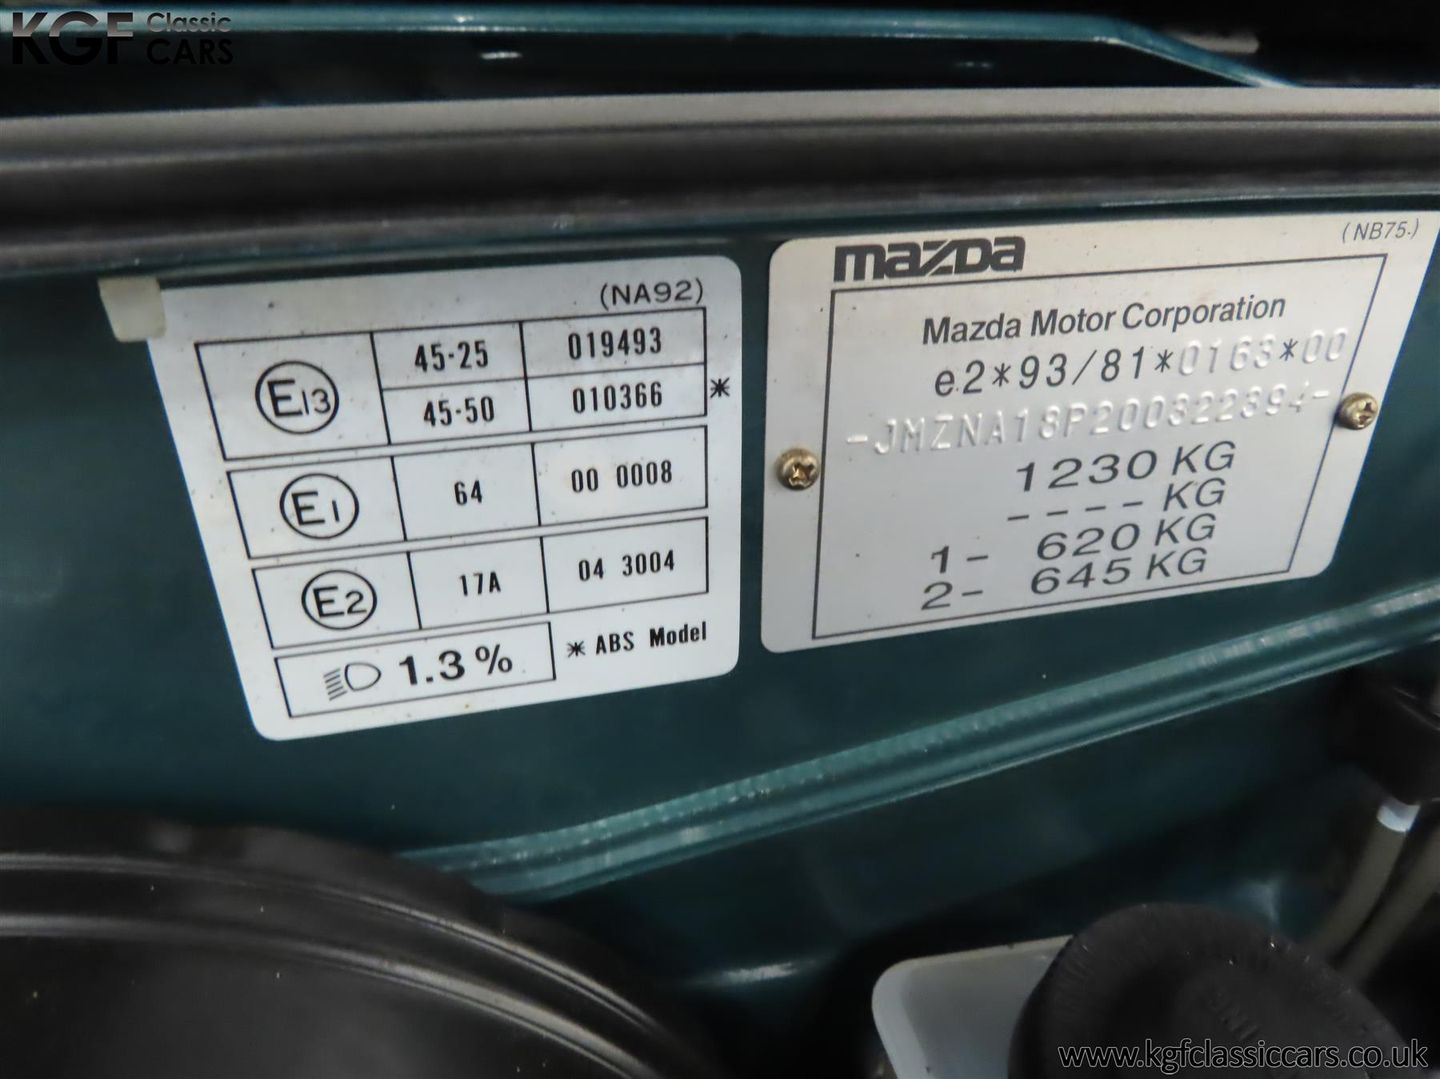 KGF Classic CARS
(NA92)
E13 45-25 019493
45-50 010366 *
E1 64 00 0008
E2 17A 04 3004
1.3% * ABS Model
mazda (NB75.)
Mazda Motor Corporation
e2*93/81*0163*00
-JMZNA18P200322394-
1230 KG
---- KG
1- 620 KG
2- 645 KG
www.kgfclassiccars.co.uk